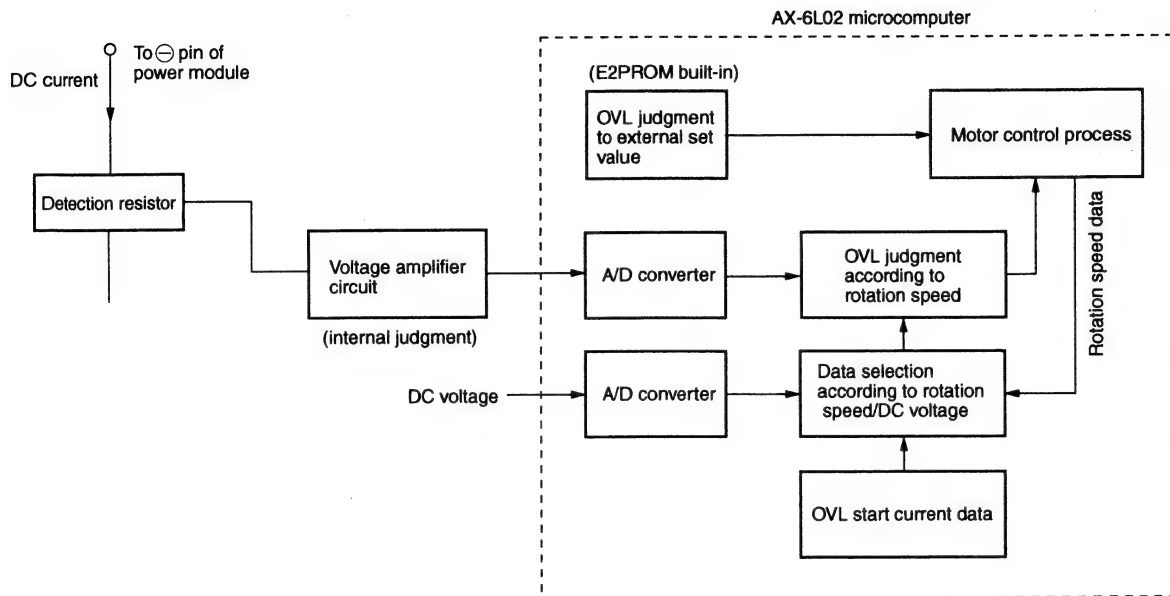 AX-6L02 microcomputer
To ⊖ pin of
power module
DC current
(E2PROM built-in)
OVL judgment
to external set
value
Motor control process
Detection resistor
Voltage amplifier
circuit
(internal judgment)
A/D converter
OVL judgment
according to
rotation speed
Rotation speed data
DC voltage
A/D converter
Data selection
according to rotation
speed/DC voltage
OVL start current data